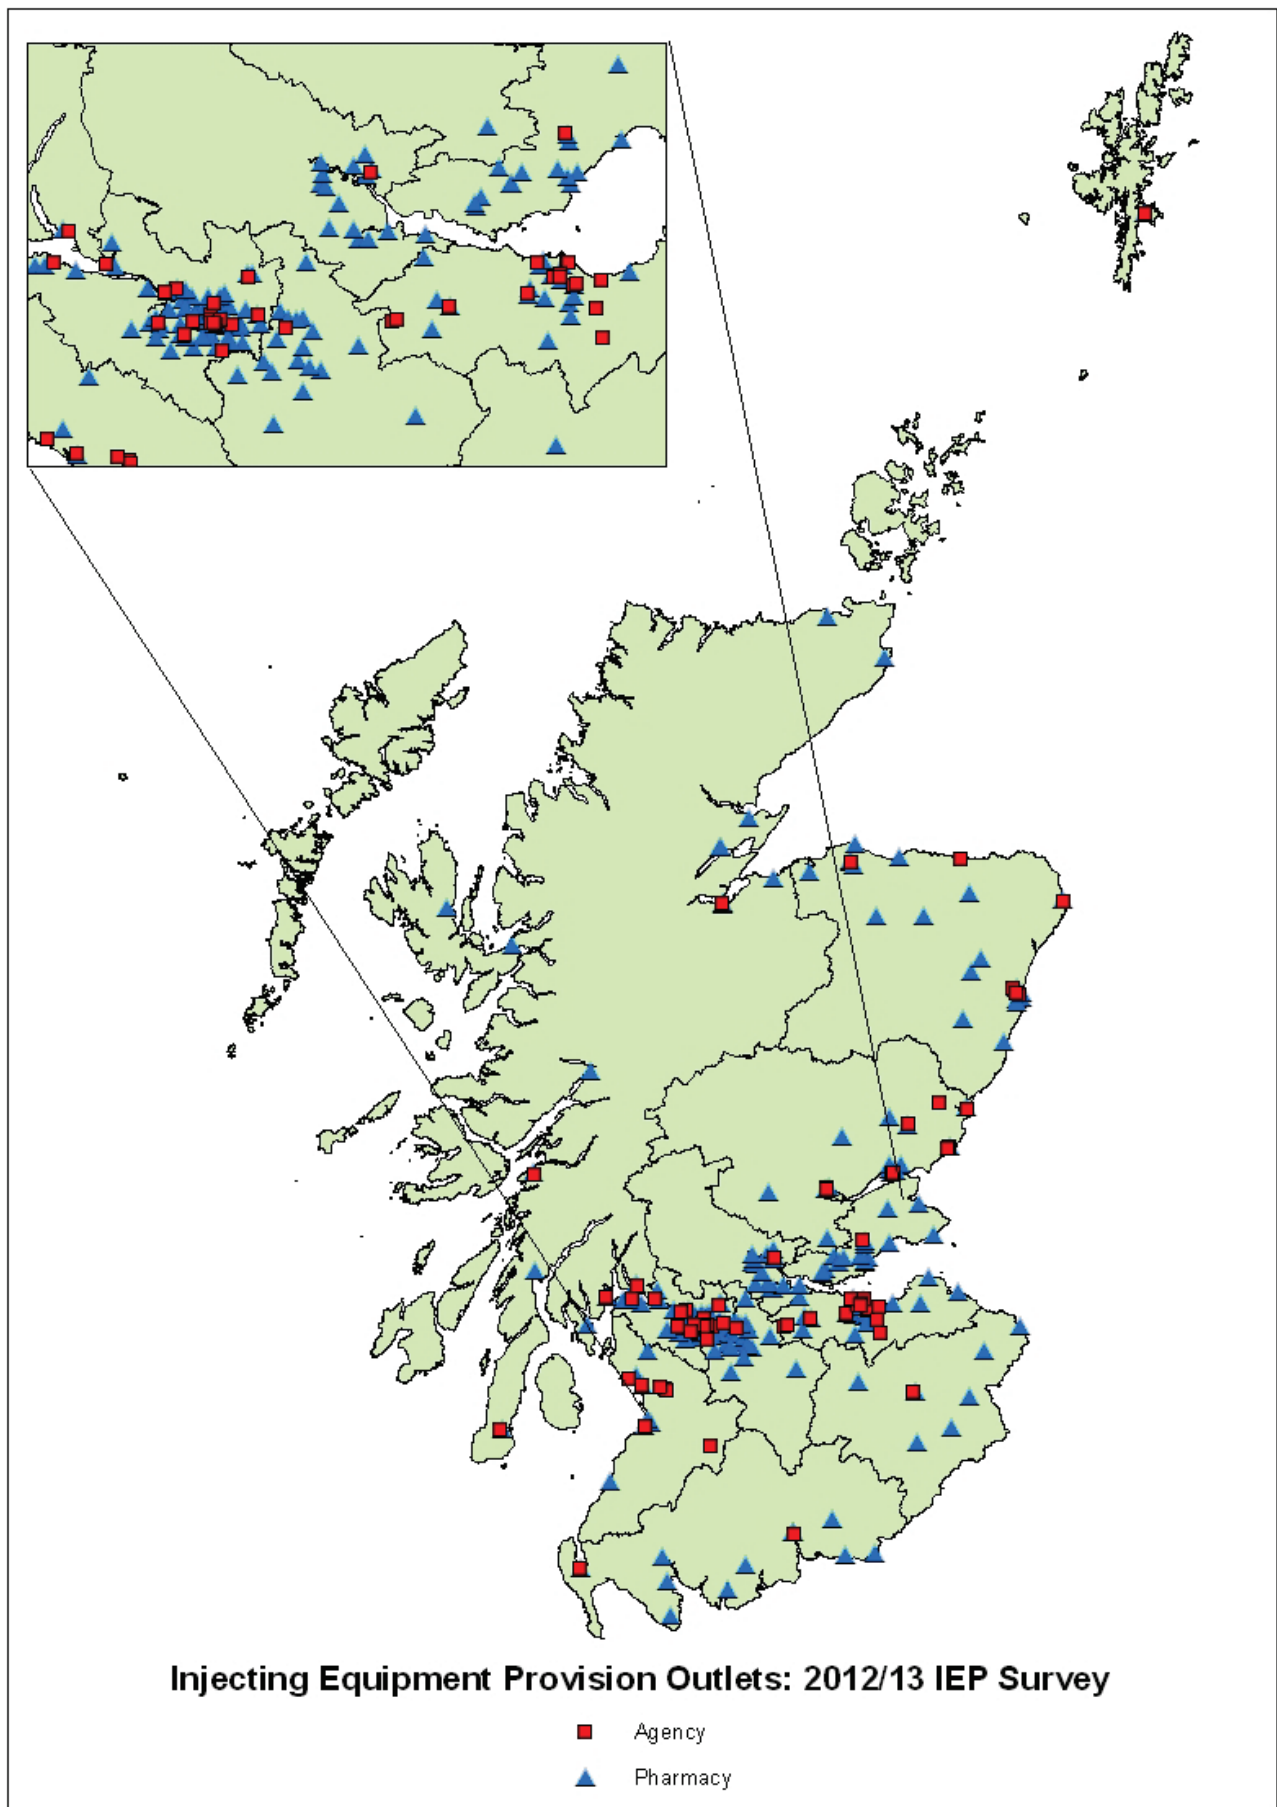 Injecting Equipment Provision Outlets: 2012/13 IEP Survey
Agency
Pharmacy